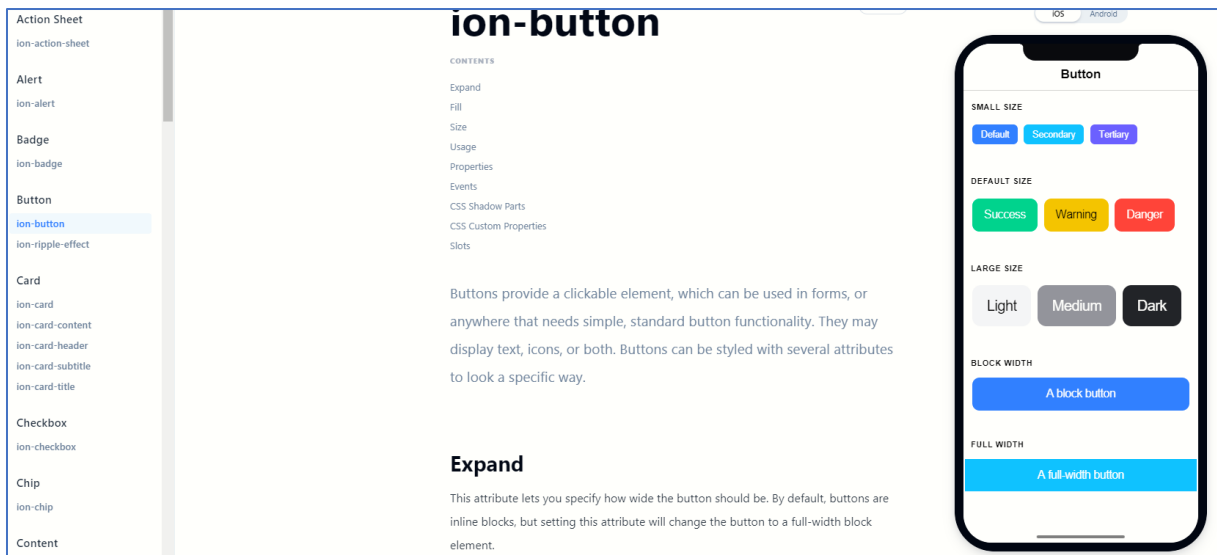 Action Sheet
ion-action-sheet
Alert
ion-alert
Badge
ion-badge
Button
ion-button
ion-ripple-effect
Card
ion-card
ion-card-content
ion-card-header
ion-card-subtitle
ion-card-title
Checkbox
ion-checkbox
Chip
ion-chip
Content
ion-button
CONTENTS
Expand
Fill
Size
Usage
Properties
Events
CSS Shadow Parts
CSS Custom Properties
Slots
Buttons provide a clickable element, which can be used in forms, or
anywhere that needs simple, standard button functionality. They may
display text, icons, or both. Buttons can be styled with several attributes
to look a specific way.
Expand
This attribute lets you specify how wide the button should be. By default, buttons are
inline blocks, but setting this attribute will change the button to a full-width block
element.
iOS Android
Button
SMALL SIZE
Default Secondary Tertiary
DEFAULT SIZE
Success Warning Danger
LARGE SIZE
Light Medium Dark
BLOCK WIDTH
A block button
FULL WIDTH
A full-width button